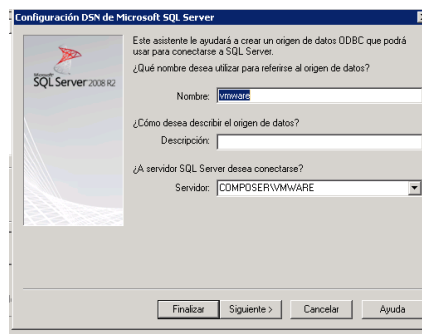 Configuración DSN de Microsoft SQL Server
Este asistente le ayudará a crear un origen de datos ODBC que podrá
usar para conectarse a SQL Server.
¿Qué nombre desea utilizar para referirse al origen de datos?
SQL Server 2008 R2
Nombre: vmware
¿Cómo desea describir el origen de datos?
Descripción:
¿A servidor SQL Server desea conectarse?
Servidor: COMPOSER\VMWARE
Finalizar Siguiente > Cancelar Ayuda